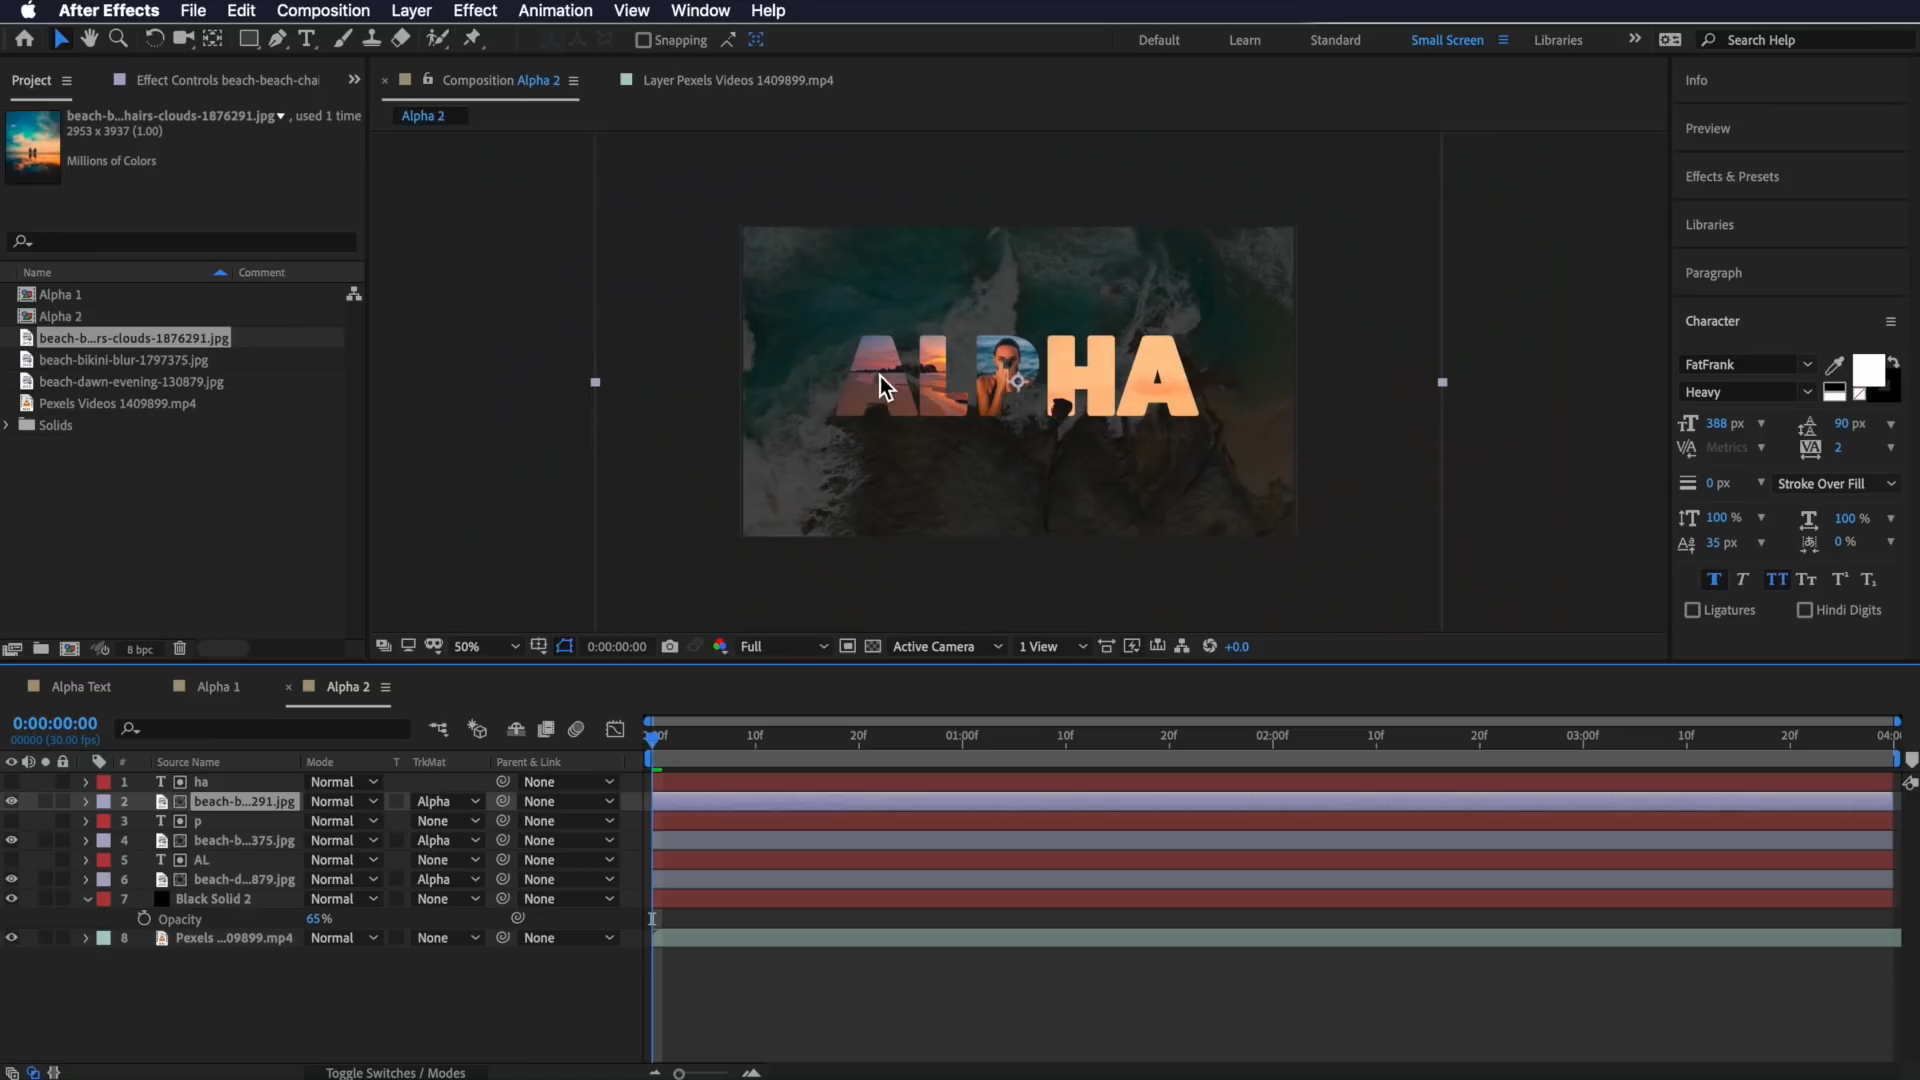 After Effects File Edit Composition Layer Effect Animation View Window Help
Snapping Default Learn Standard Small Screen Libraries Search Help
Project Effect Controls beach-beach-chai
Composition Alpha 2 Layer Pexels Videos 1409899.mp4
Alpha 2
beach-b...hairs-clouds-1876291.jpg , used 1 time
2953 x 3937 (1.00)
Millions of Colors
Name Comment
Alpha 1
Alpha 2
beach-b...rs-clouds-1876291.jpg
beach-bikini-blur-1797375.jpg
beach-dawn-evening-130879.jpg
Pexels Videos 1409899.mp4
Solids
8 bpc
ALPHA
50% 0:00:00:00 Full Active Camera 1 View +0.0
Info
Preview
Effects & Presets
Libraries
Paragraph
Character
FatFrank
Heavy
388 px 90 px
Metrics 2
0 px Stroke Over Fill
100 % 100 %
35 px 0 %
Ligatures Hindi Digits
Alpha Text Alpha 1 Alpha 2
0:00:00:00
00000 (30.00 fps)
# Source Name Mode T TrkMat Parent & Link
1 ha Normal None
2 beach-b...291.jpg Normal Alpha None
3 p Normal None None
4 beach-b...375.jpg Normal Alpha None
5 AL Normal None None
6 beach-d...879.jpg Normal Alpha None
7 Black Solid 2 Normal None None
Opacity 65%
8 Pexels ...09899.mp4 Normal None None
10f 20f 01:00f 10f 20f 02:00f 10f 20f 03:00f 10f 20f
Toggle Switches / Modes